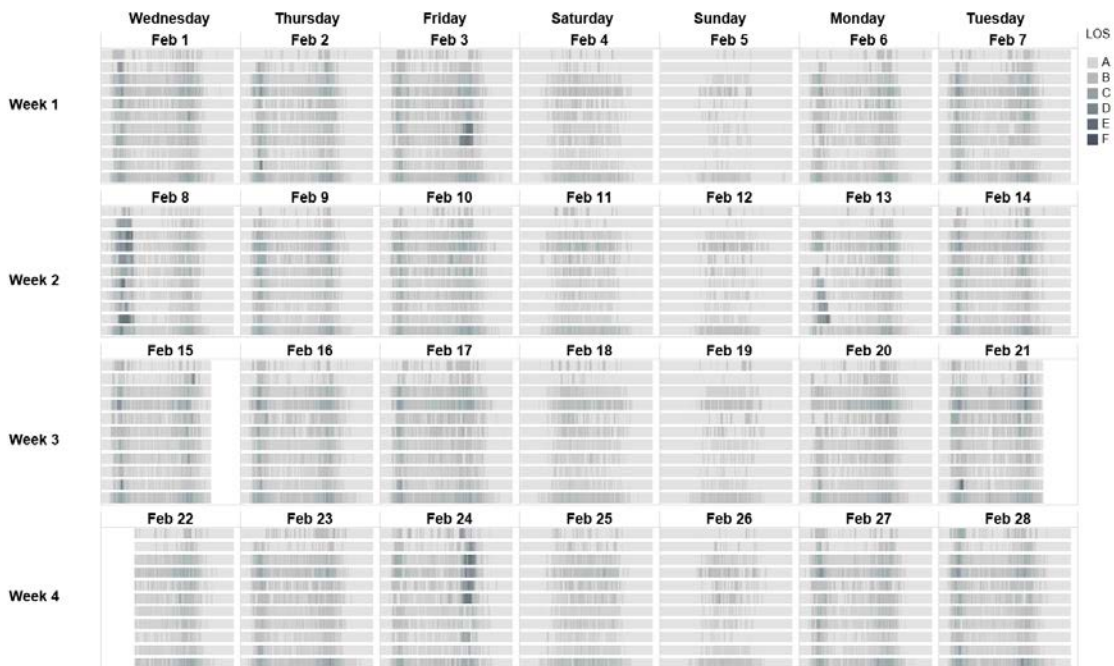 Wednesday Thursday Friday Saturday Sunday Monday Tuesday
Feb 1 Feb 2 Feb 3 Feb 4 Feb 5 Feb 6 Feb 7
LOS
A
B
C
D
E
F
Week 1
Feb 8 Feb 9 Feb 10 Feb 11 Feb 12 Feb 13 Feb 14
Week 2
Feb 15 Feb 16 Feb 17 Feb 18 Feb 19 Feb 20 Feb 21
Week 3
Feb 22 Feb 23 Feb 24 Feb 25 Feb 26 Feb 27 Feb 28
Week 4